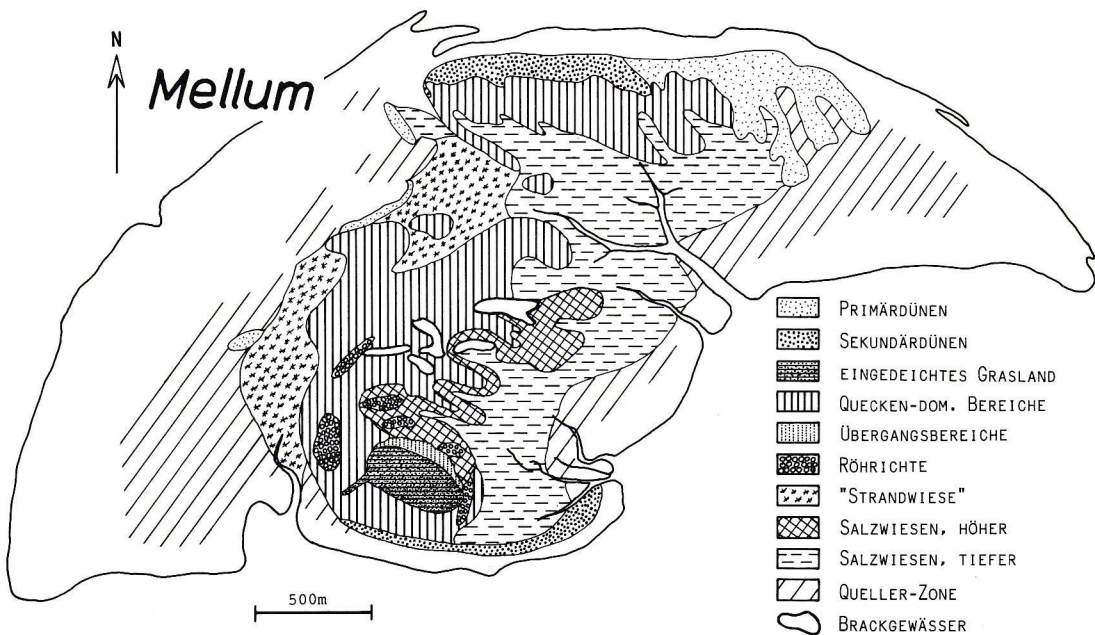 N
Mellum
PRIMÄRDÜNEN
SEKUNDÄRDÜNEN
EINGEDEICHTES GRASLAND
QUECKEN-DOM. BEREICHE
ÜBERGANGSBEREICHE
RÖHRICHTE
"STRANDWIESE"
SALZWIESEN, HÖHER
SALZWIESEN, TIEFER
QUELLER-ZONE
BRACKGEWÄSSER
500m